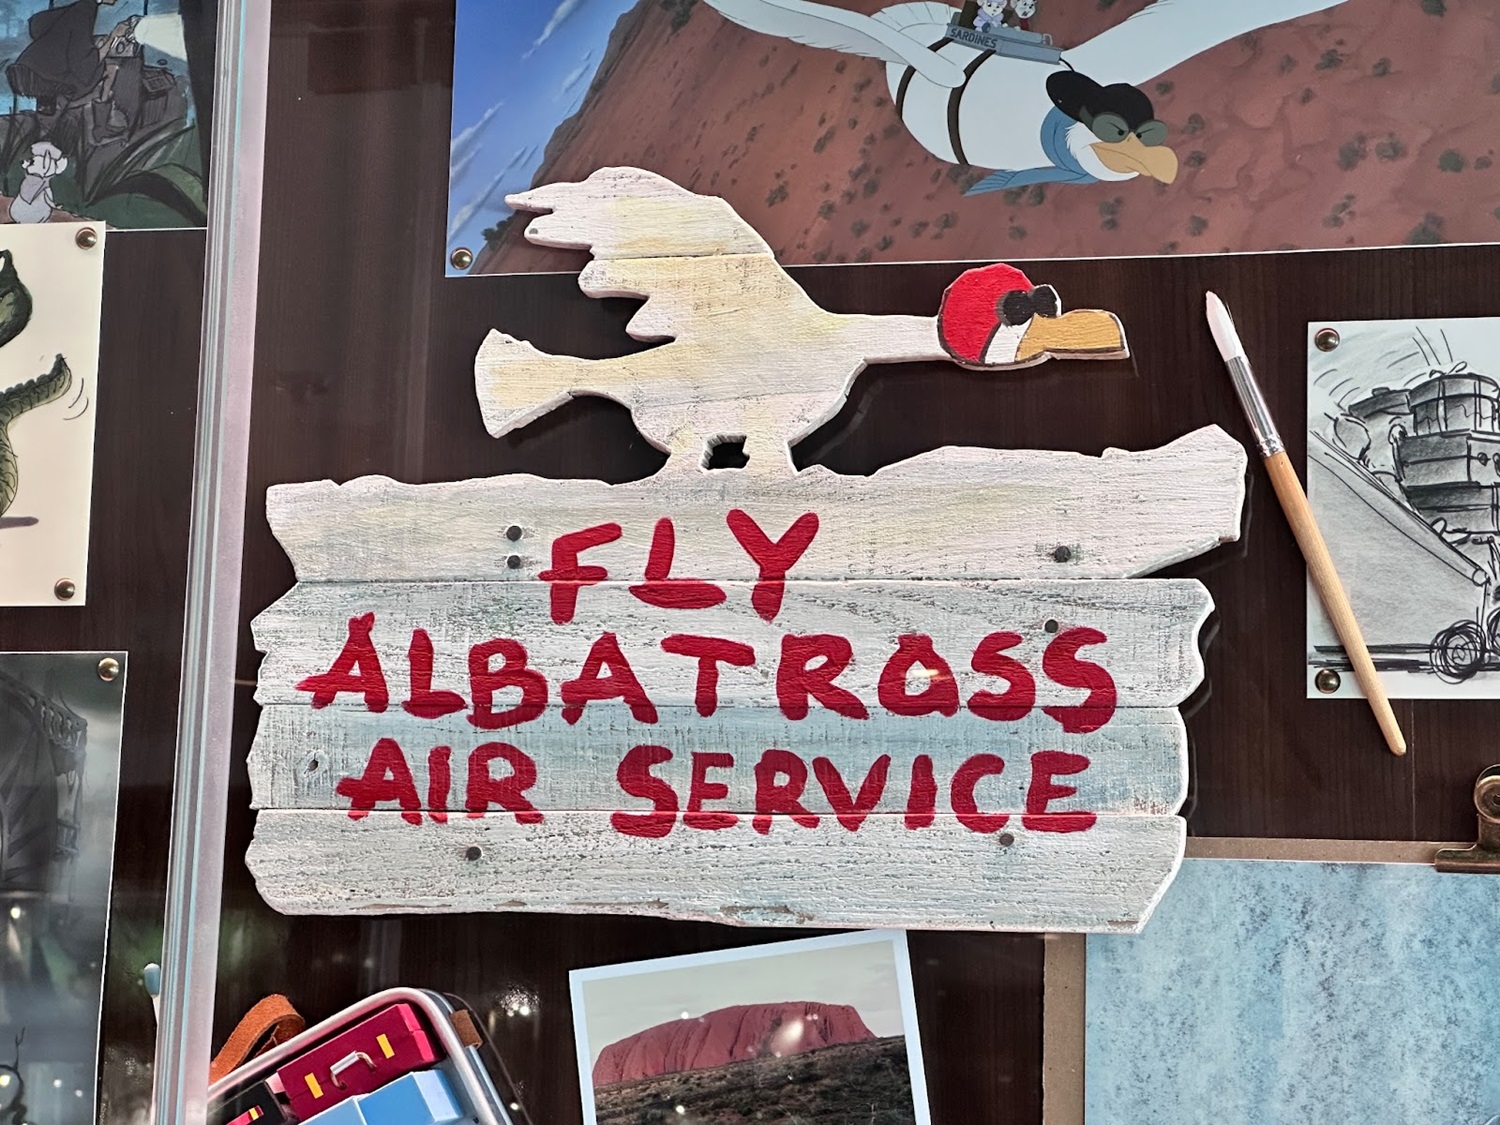 SARDINES
FLY
ALBATROSS
AIR SERVICE